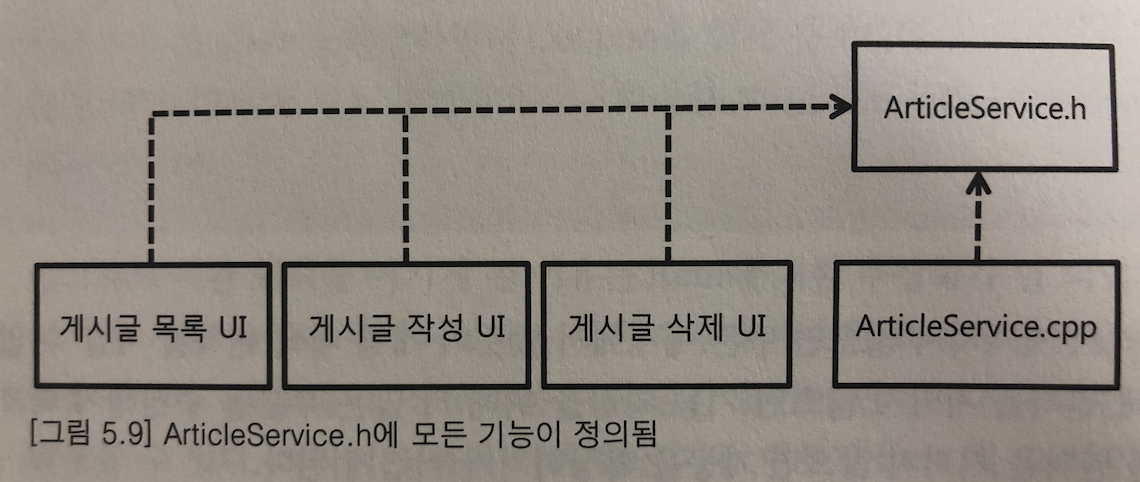 ArticleService.h
게시글 목록 UI
게시글 작성 UI
게시글 삭제 UI
ArticleService.cpp
[그림 5.9] ArticleService.h에 모든 기능이 정의됨